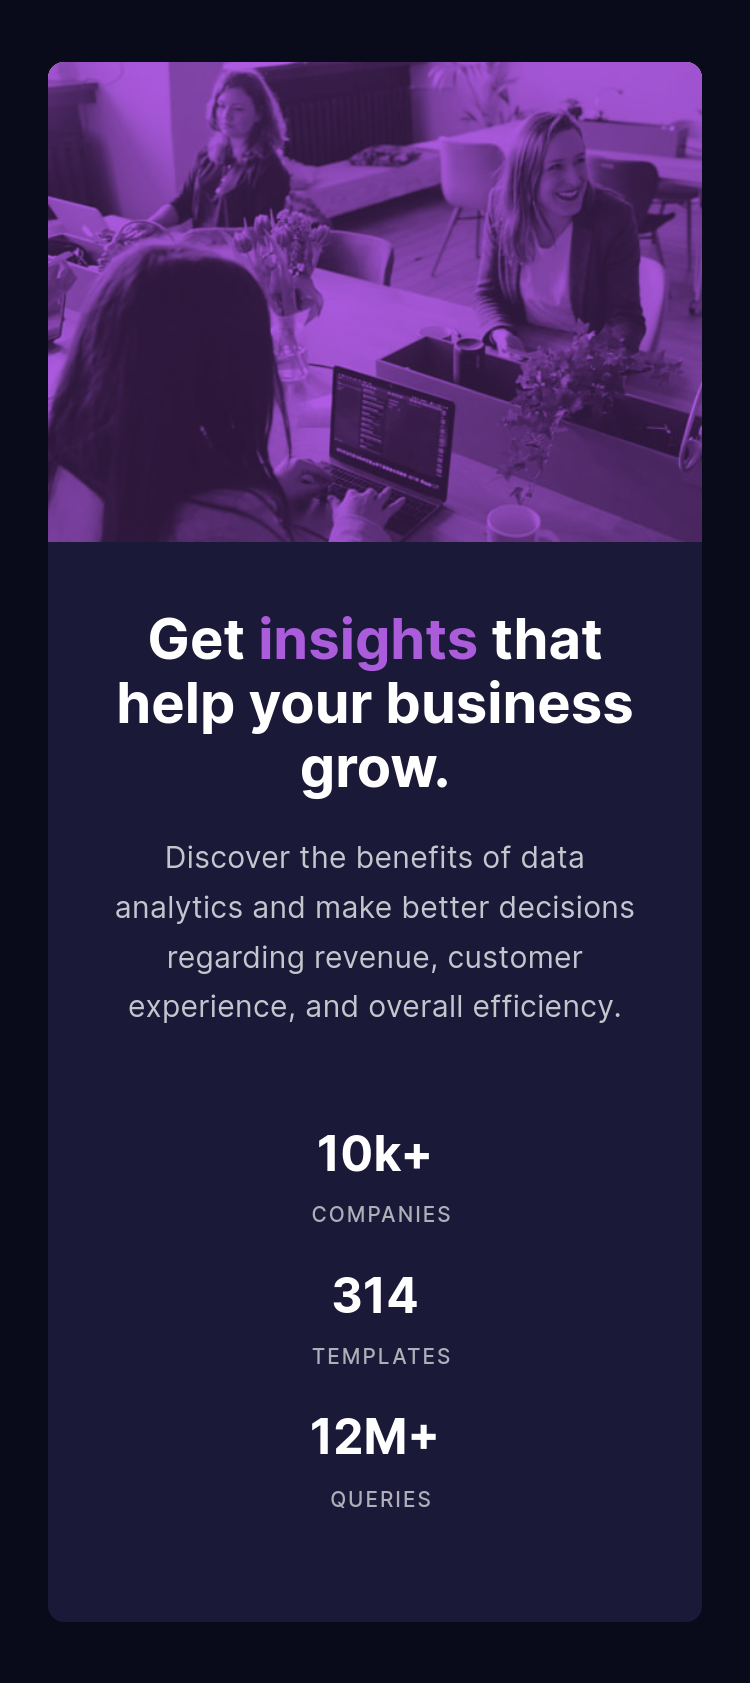 Get insights that
help your business
grow.
Discover the benefits of data
analytics and make better decisions
regarding revenue, customer
experience, and overall efficiency.
10k+
COMPANIES
314
TEMPLATES
12M+
QUERIES